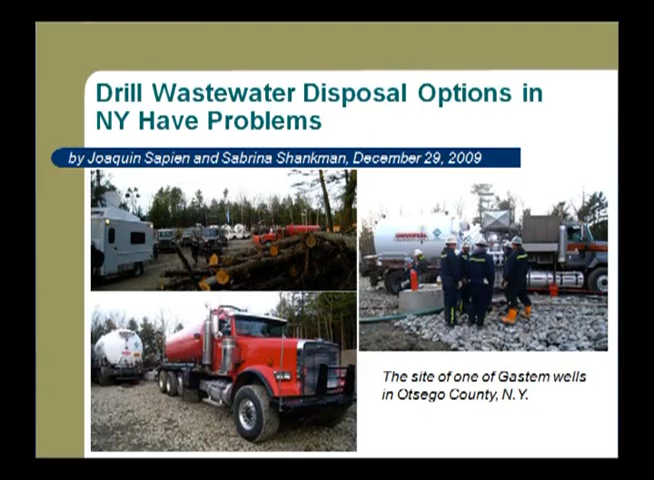 Drill Wastewater Disposal Options in
NY Have Problems
by Joaquin Sapien and Sabrina Shankman, December 29, 2009
UNIVERSAL
The site of one of Gastem wells
in Otsego County, N.Y.